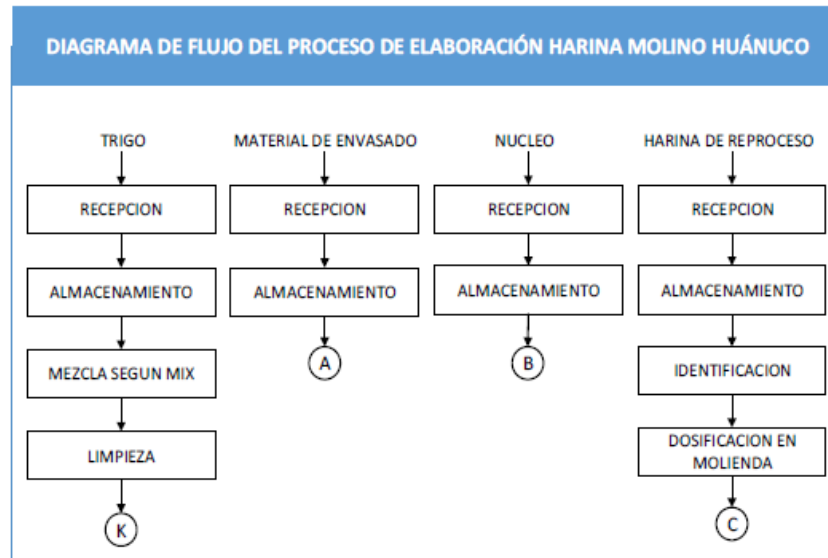 DIAGRAMA DE FLUJO DEL PROCESO DE ELABORACIÓN HARINA MOLINO HUÁNUCO
TRIGO
RECEPCION
ALMACENAMIENTO
MEZCLA SEGUN MIX
LIMPIEZA
K
MATERIAL DE ENVASADO
RECEPCION
ALMACENAMIENTO
A
NUCLEO
RECEPCION
ALMACENAMIENTO
B
HARINA DE REPROCESO
RECEPCION
ALMACENAMIENTO
IDENTIFICACION
DOSIFICACION EN
MOLIENDA
C